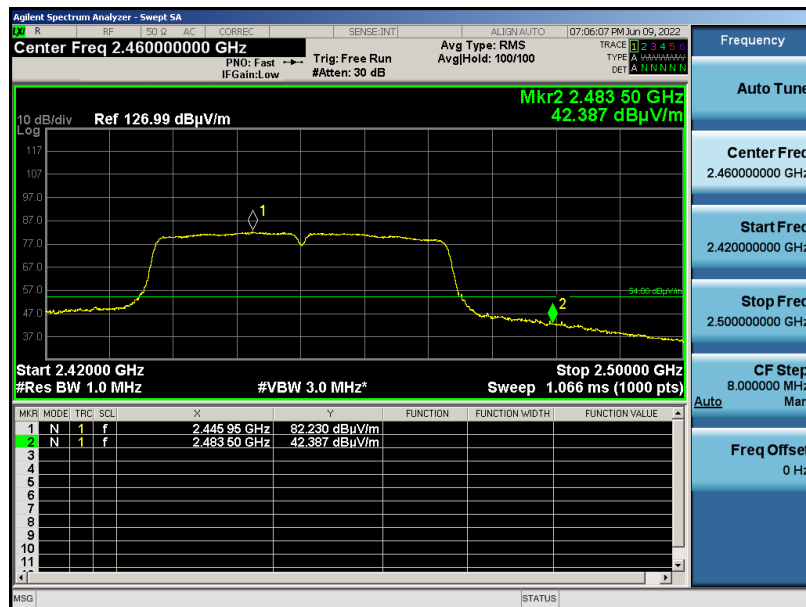 Agilent Spectrum Analyzer - Swept SA
LXI R RF 50 Ω AC CORREC SENSE:INT ALIGN AUTO 07:06:07 PM Jun 09, 2022
Center Freq 2.460000000 GHz
PNO: Fast
IFGain:Low
Trig: Free Run
#Atten: 30 dB
Avg Type: RMS
Avg|Hold: 100/100
TRACE 1 2 3 4 5 6
TYPE A WWWWW
DET A N N N N N
Mkr2 2.483 50 GHz
42.387 dBµV/m
10 dB/div
Log
Ref 126.99 dBµV/m
117
107
97.0
87.0
77.0
67.0
57.0
47.0
37.0
1
2
54.00 dBµV/m
Start 2.42000 GHz Stop 2.50000 GHz
#Res BW 1.0 MHz #VBW 3.0 MHz* Sweep 1.066 ms (1000 pts)
MKR MODE TRC SCL X Y FUNCTION FUNCTION WIDTH FUNCTION VALUE
1 N 1 f 2.445 95 GHz 82.230 dBµV/m
2 N 1 f 2.483 50 GHz 42.387 dBµV/m
3
4
5
6
7
8
9
10
11
MSG STATUS
Frequency
Auto Tune
Center Freq
2.460000000 GHz
Start Freq
2.420000000 GHz
Stop Freq
2.500000000 GHz
CF Step
8.000000 MHz
Auto Man
Freq Offset
0 Hz